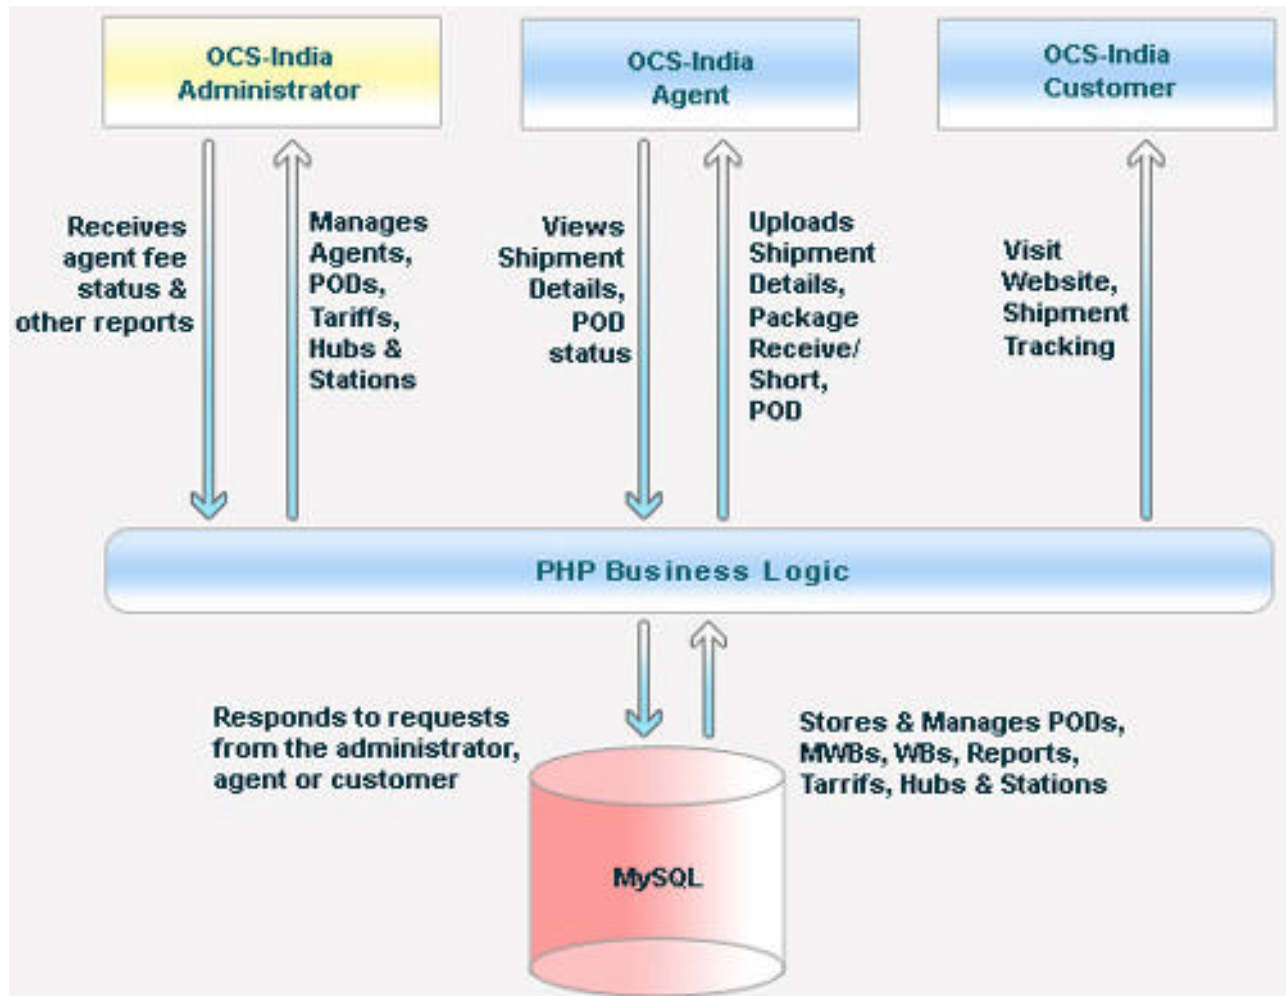 OCS-India
Administrator
OCS-India
Agent
OCS-India
Customer
Receives
agent fee
status &
other reports
Manages
Agents,
PODs,
Tariffs,
Hubs &
Stations
Views
Shipment
Details,
POD
status
Uploads
Shipment
Details,
Package
Receive/
Short,
POD
Visit
Website,
Shipment
Tracking
PHP Business Logic
Responds to requests
from the administrator,
agent or customer
Stores & Manages PODs,
MWBs, WBs, Reports,
Tarrifs, Hubs & Stations
MySQL